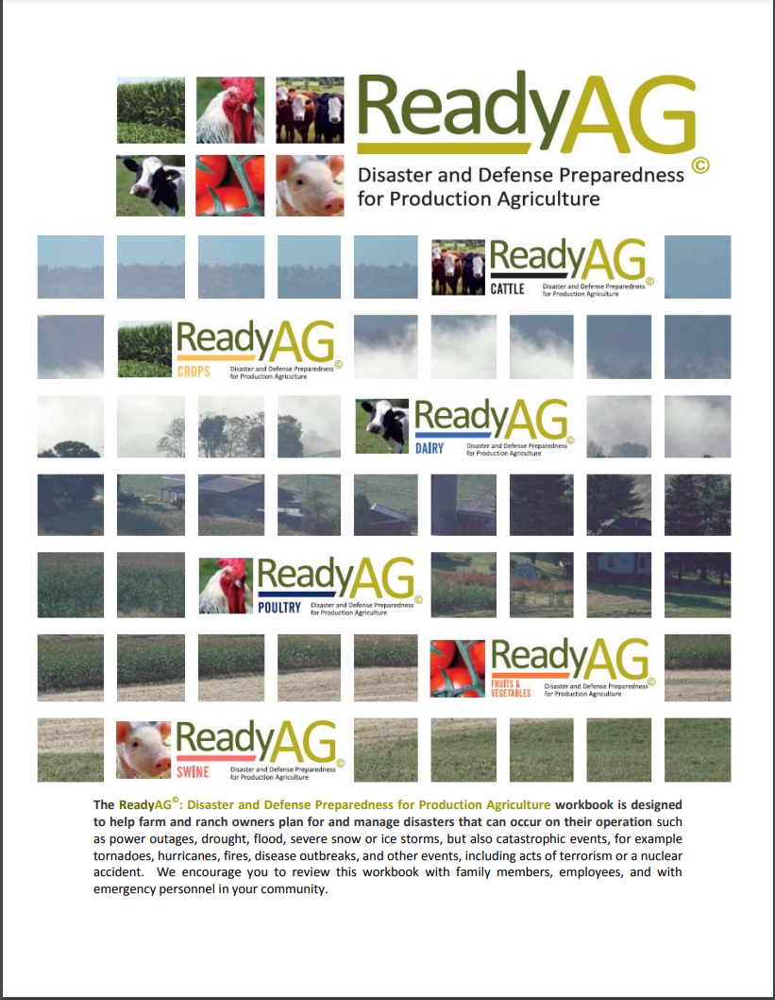 ReadyAG©
Disaster and Defense Preparedness
for Production Agriculture
ReadyAG©
CATTLE
Disaster and Defense Preparedness
for Production Agriculture
ReadyAG©
CROPS
Disaster and Defense Preparedness
for Production Agriculture
ReadyAG©
DAIRY
Disaster and Defense Preparedness
for Production Agriculture
ReadyAG©
POULTRY
Disaster and Defense Preparedness
for Production Agriculture
ReadyAG©
FRUITS &
VEGETABLES
Disaster and Defense Preparedness
for Production Agriculture
ReadyAG©
SWINE
Disaster and Defense Preparedness
for Production Agriculture
The ReadyAG©: Disaster and Defense Preparedness for Production Agriculture workbook is designed
to help farm and ranch owners plan for and manage disasters that can occur on their operation such
as power outages, drought, flood, severe snow or ice storms, but also catastrophic events, for example
tornadoes, hurricanes, fires, disease outbreaks, and other events, including acts of terrorism or a nuclear
accident. We encourage you to review this workbook with family members, employees, and with
emergency personnel in your community.